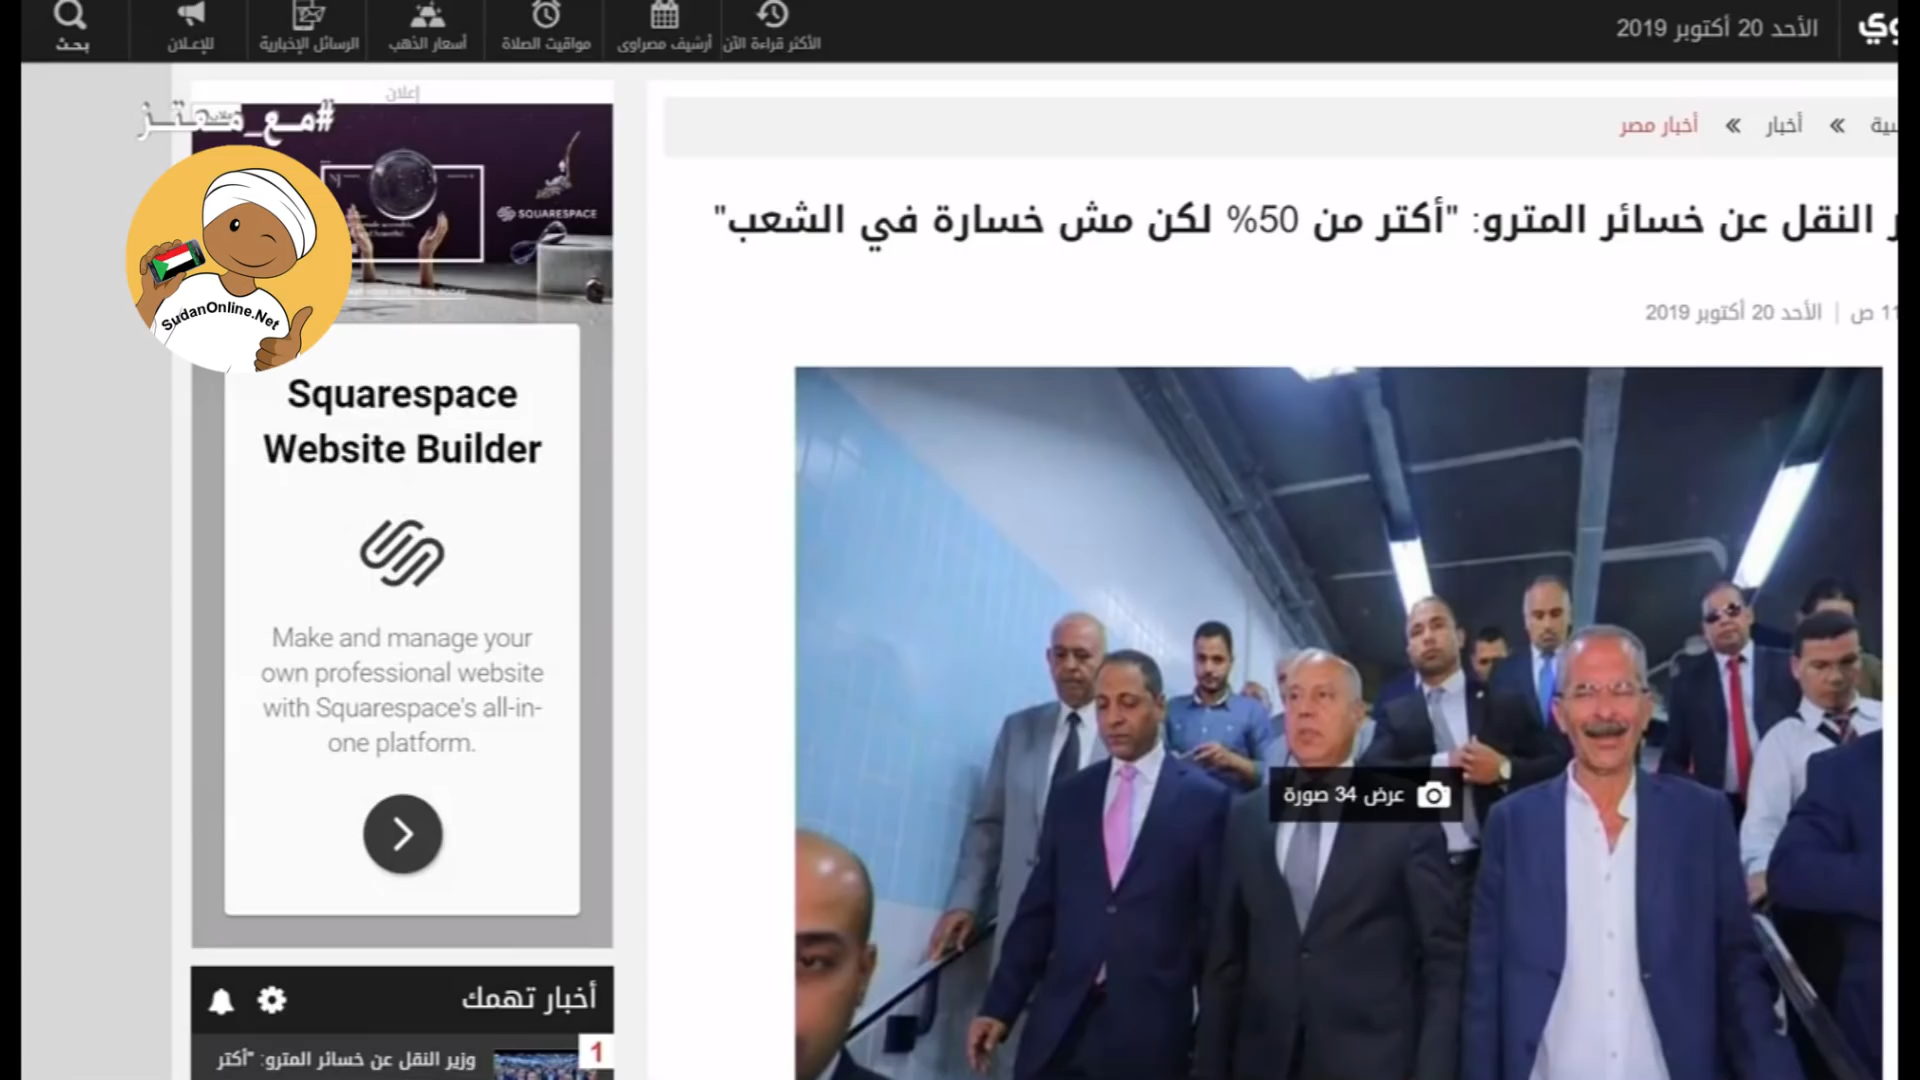 الأحد 20 أكتوبر 2019
الأكثر قراءة الآن
أرشيف مصراوى
مواقيت الصلاة
أسعار الذهب
الرسائل الإخبارية
للإعلان
بحث
أخبار » أخبار مصر
النقل عن خسائر المترو: "أكتر من 50% لكن مش خسارة في الشعب"
11 ص | الأحد 20 أكتوبر 2019
عرض 34 صورة
إعلان
#مع_معتز
SQUARESPACE
SudanOnline.Net
Squarespace
Website Builder
Make and manage your
own professional website
with Squarespace's all-in-
one platform.
أخبار تهمك
1
وزير النقل عن خسائر المترو: "أكتر